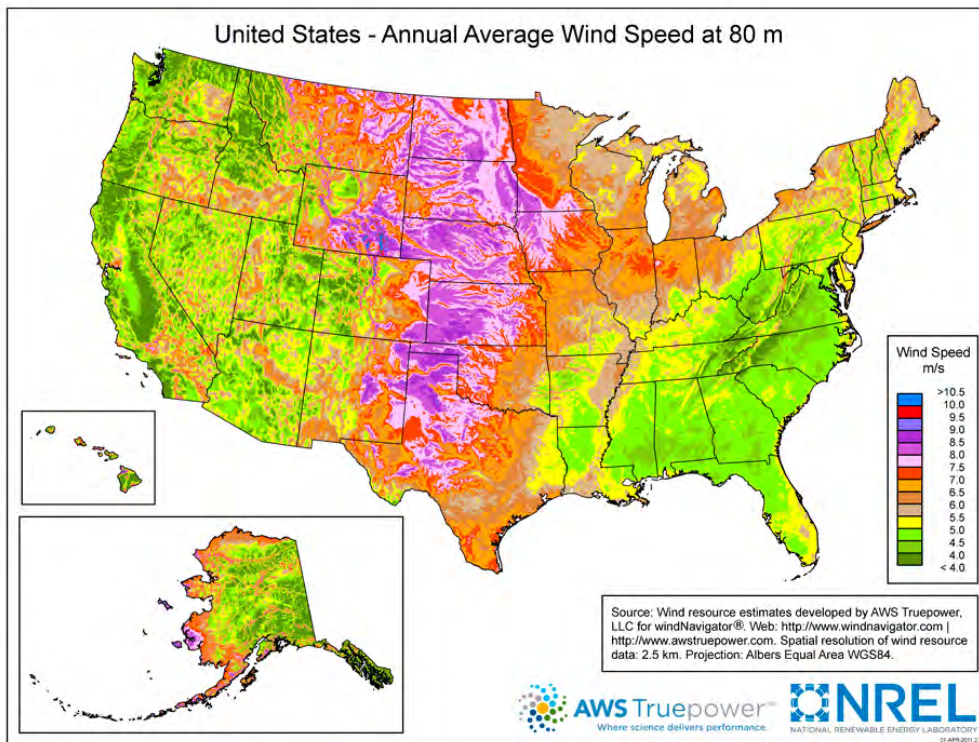 United States - Annual Average Wind Speed at 80 m
Wind Speed
m/s
>10.5
10.0
9.5
9.0
8.5
8.0
7.5
7.0
6.5
6.0
5.5
5.0
4.5
4.0
< 4.0
Source: Wind resource estimates developed by AWS Truepower,
LLC for windNavigator®. Web: http://www.windnavigator.com |
http://www.awstruepower.com. Spatial resolution of wind resource
data: 2.5 km. Projection: Albers Equal Area WGS84.
AWS Truepower™
Where science delivers performance.
NREL
NATIONAL RENEWABLE ENERGY LABORATORY